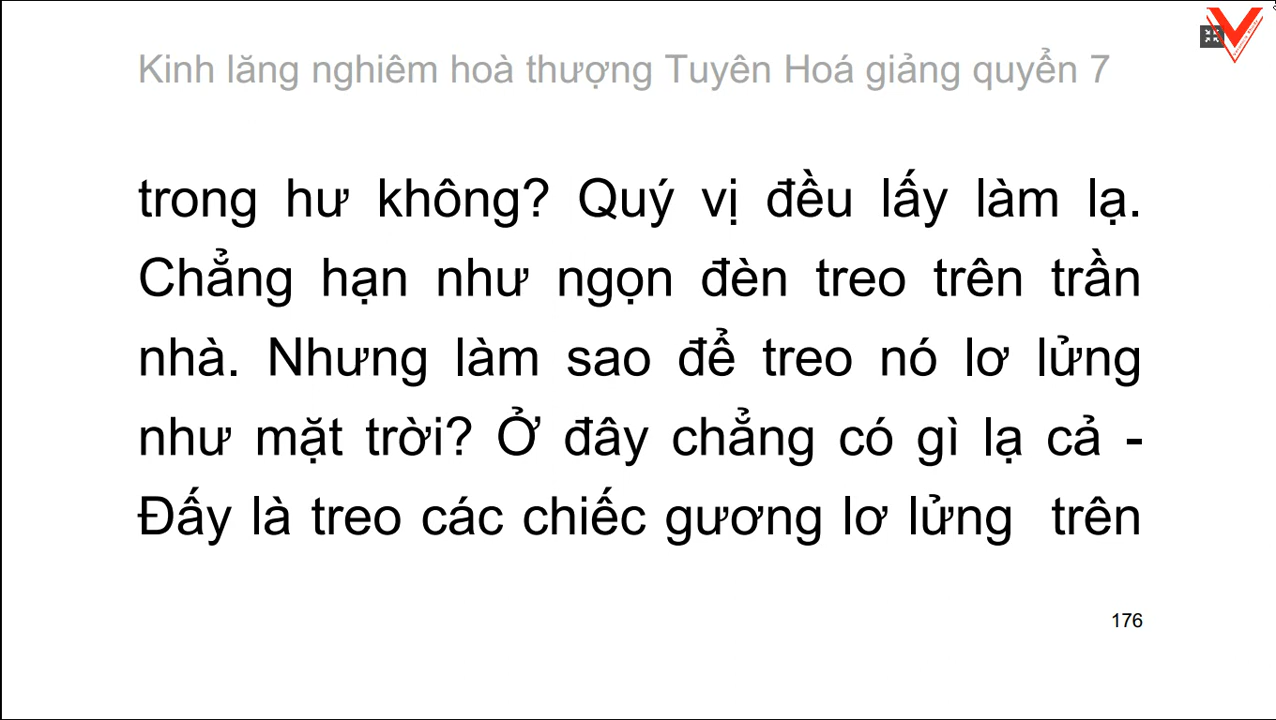 Kinh lăng nghiêm hoà thượng Tuyên Hoá giảng quyển 7
trong hư không? Quý vị đều lấy làm lạ.
Chẳng hạn như ngọn đèn treo trên trần
nhà. Nhưng làm sao để treo nó lơ lửng
như mặt trời? Ở đây chẳng có gì lạ cả -
Đấy là treo các chiếc gương lơ lửng trên
176